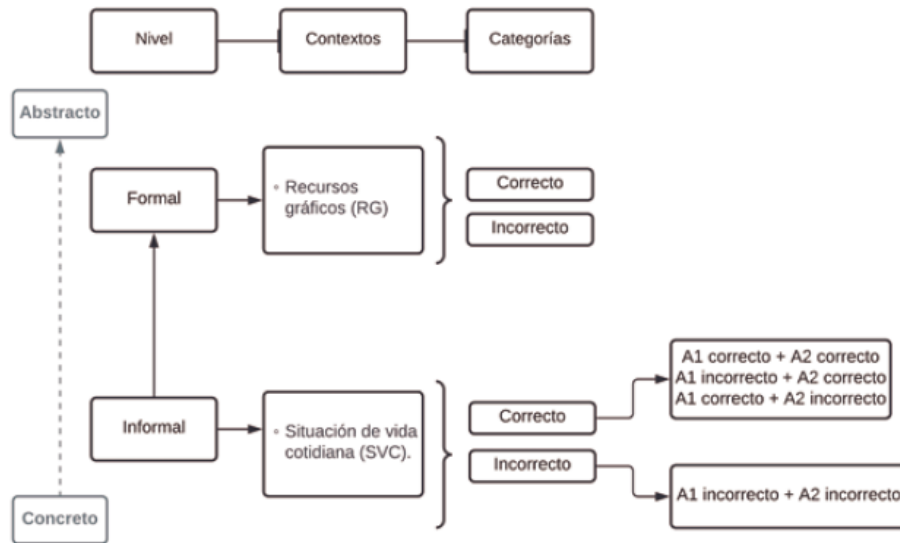 Nivel
Contextos
Categorías
Abstracto
Formal
◦ Recursos
gráficos (RG)
Correcto
Incorrecto
Informal
◦ Situación de vida
cotidiana (SVC).
Correcto
Incorrecto
A1 correcto + A2 correcto
A1 incorrecto + A2 correcto
A1 correcto + A2 incorrecto
A1 incorrecto + A2 incorrecto
Concreto